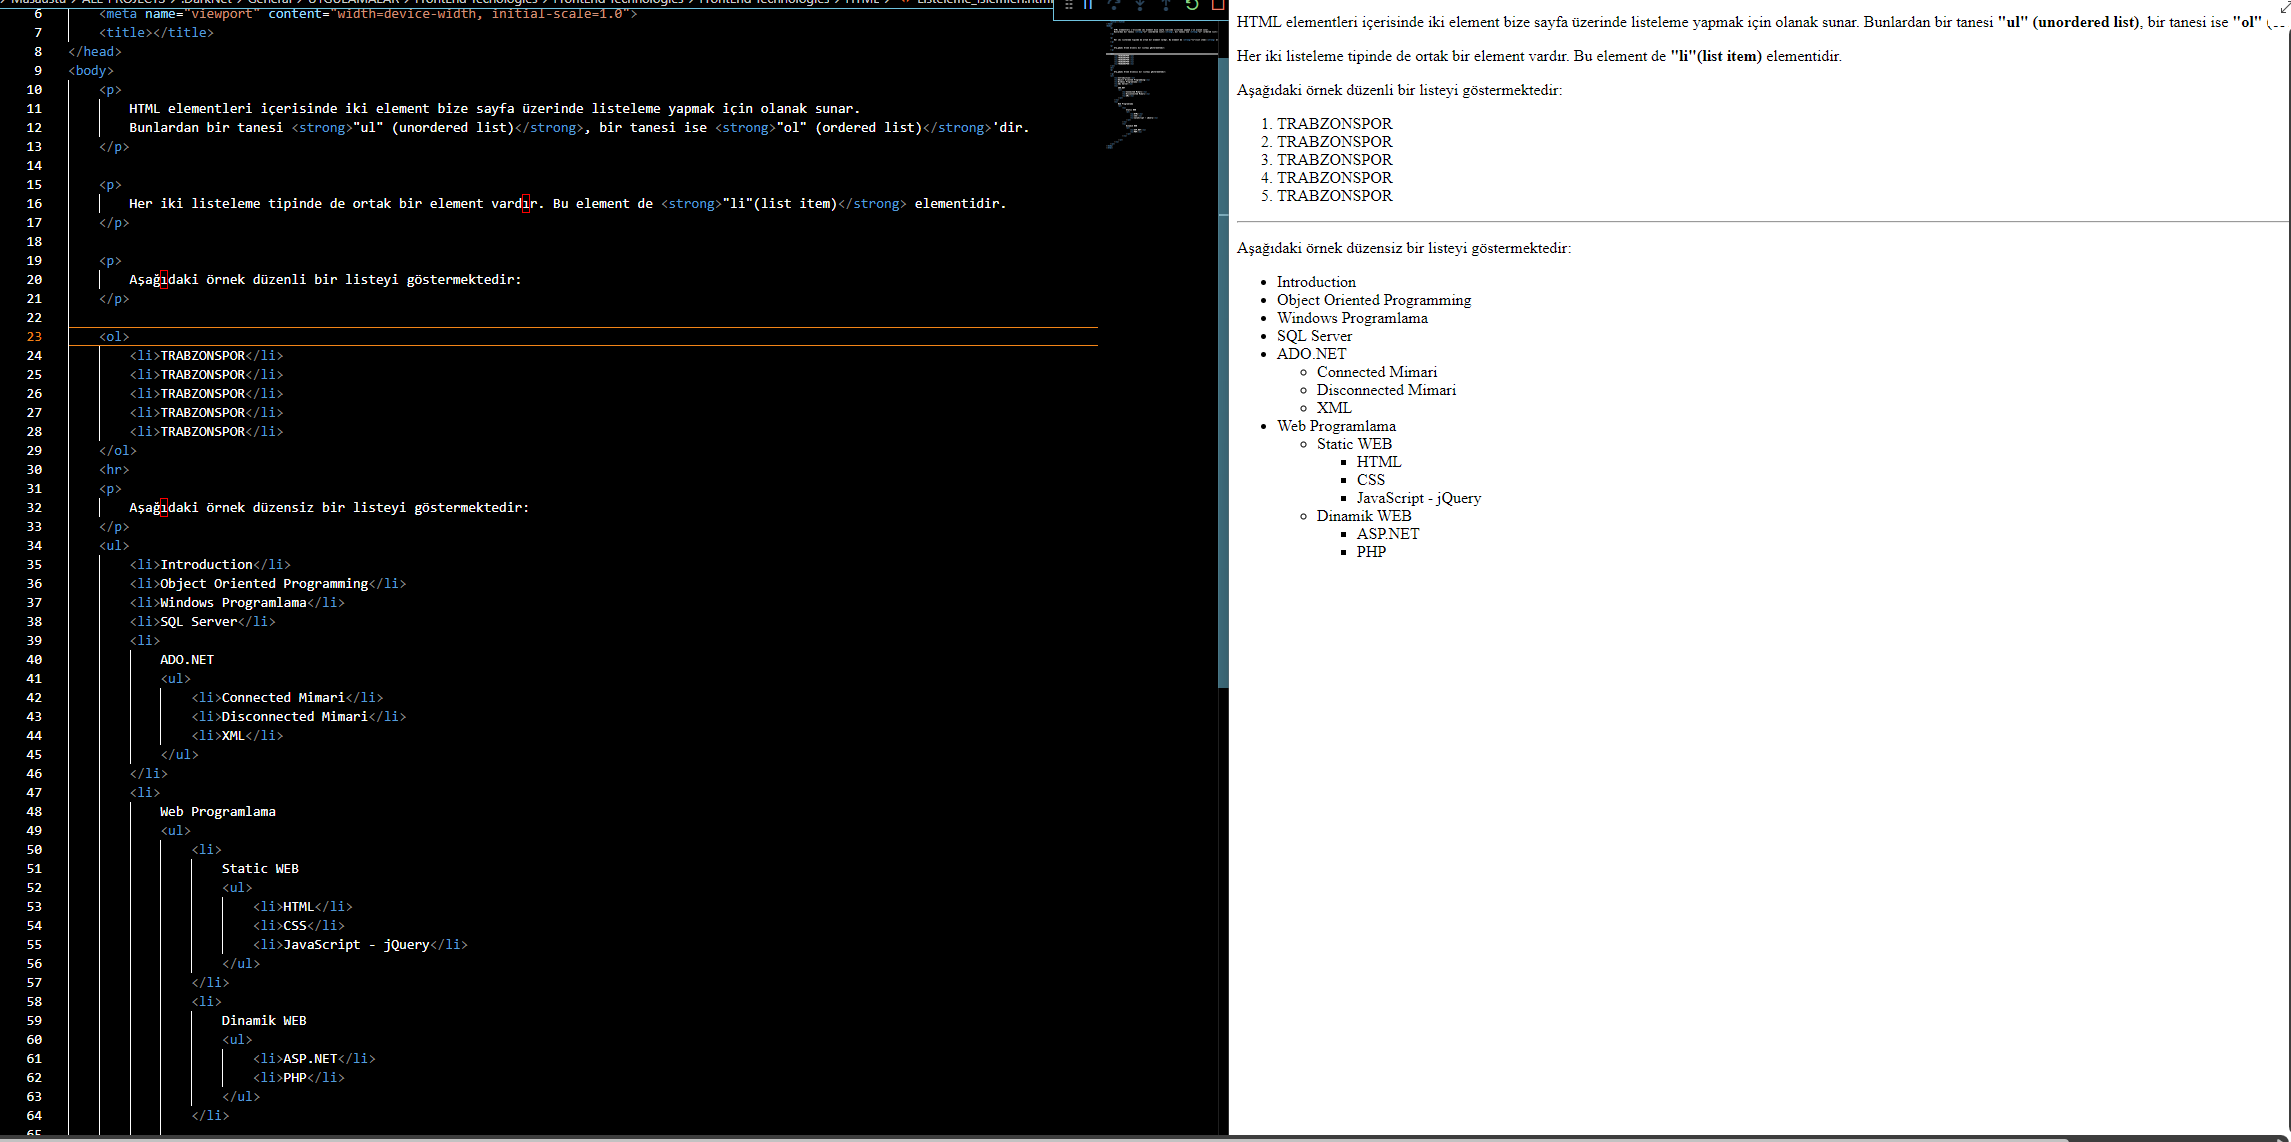 6 <meta name="viewport" content="width=device-width, initial-scale=1.0">
7 <title></title>
8 </head>
9 <body>
10 <p>
11 HTML elementleri içerisinde iki element bize sayfa üzerinde listeleme yapmak için olanak sunar.
12 Bunlardan bir tanesi <strong>"ul" (unordered list)</strong>, bir tanesi ise <strong>"ol" (ordered list)</strong>'dir.
13 </p>
14
15 <p>
16 Her iki listeleme tipinde de ortak bir element vardır. Bu element de <strong>"li"(list item)</strong> elementidir.
17 </p>
18
19 <p>
20 Aşağıdaki örnek düzenli bir listeyi göstermektedir:
21 </p>
22
23 <ol>
24 <li>TRABZONSPOR</li>
25 <li>TRABZONSPOR</li>
26 <li>TRABZONSPOR</li>
27 <li>TRABZONSPOR</li>
28 <li>TRABZONSPOR</li>
29 </ol>
30 <hr>
31 <p>
32 Aşağıdaki örnek düzensiz bir listeyi göstermektedir:
33 </p>
34 <ul>
35 <li>Introduction</li>
36 <li>Object Oriented Programming</li>
37 <li>Windows Programlama</li>
38 <li>SQL Server</li>
39 <li>
40 ADO.NET
41 <ul>
42 <li>Connected Mimari</li>
43 <li>Disconnected Mimari</li>
44 <li>XML</li>
45 </ul>
46 </li>
47 <li>
48 Web Programlama
49 <ul>
50 <li>
51 Static WEB
52 <ul>
53 <li>HTML</li>
54 <li>CSS</li>
55 <li>JavaScript - jQuery</li>
56 </ul>
57 </li>
58 <li>
59 Dinamik WEB
60 <ul>
61 <li>ASP.NET</li>
62 <li>PHP</li>
63 </ul>
64 </li>
65
HTML elementleri içerisinde iki element bize sayfa üzerinde listeleme yapmak için olanak sunar. Bunlardan bir tanesi "ul" (unordered list), bir tanesi ise "ol"
Her iki listeleme tipinde de ortak bir element vardır. Bu element de "li"(list item) elementidir.
Aşağıdaki örnek düzenli bir listeyi göstermektedir:
1. TRABZONSPOR
2. TRABZONSPOR
3. TRABZONSPOR
4. TRABZONSPOR
5. TRABZONSPOR
Aşağıdaki örnek düzensiz bir listeyi göstermektedir:
• Introduction
• Object Oriented Programming
• Windows Programlama
• SQL Server
• ADO.NET
◦ Connected Mimari
◦ Disconnected Mimari
◦ XML
• Web Programlama
◦ Static WEB
▪ HTML
▪ CSS
▪ JavaScript - jQuery
◦ Dinamik WEB
▪ ASP.NET
▪ PHP